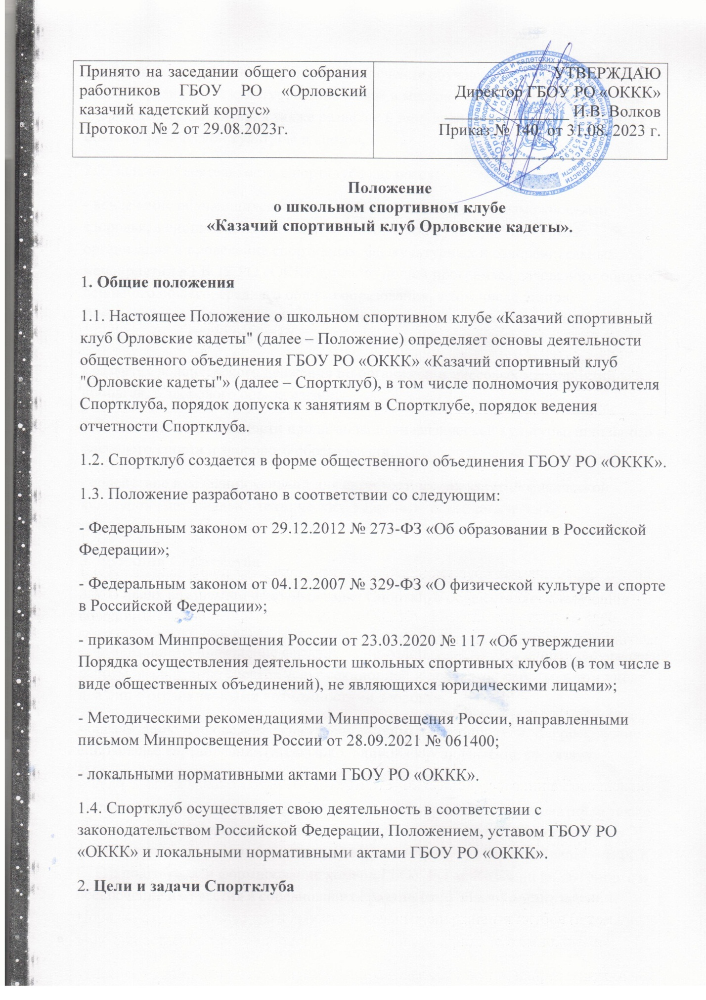 Принято на заседании общего собрания
работников ГБОУ РО «Орловский
казачий кадетский корпус»
Протокол № 2 от 29.08.2023г.
УТВЕРЖДАЮ
Директор ГБОУ РО «ОККК»
И.В. Волков
Приказ № 140 от 31.08. 2023 г.
Положение
о школьном спортивном клубе
«Казачий спортивный клуб Орловские кадеты».
1. Общие положения
1.1. Настоящее Положение о школьном спортивном клубе «Казачий спортивный
клуб Орловские кадеты" (далее – Положение) определяет основы деятельности
общественного объединения ГБОУ РО «ОККК» «Казачий спортивный клуб
"Орловские кадеты"» (далее – Спортклуб), в том числе полномочия руководителя
Спортклуба, порядок допуска к занятиям в Спортклубе, порядок ведения
отчетности Спортклуба.
1.2. Спортклуб создается в форме общественного объединения ГБОУ РО «ОККК».
1.3. Положение разработано в соответствии со следующим:
- Федеральным законом от 29.12.2012 № 273-ФЗ «Об образовании в Российской
Федерации»;
- Федеральным законом от 04.12.2007 № 329-ФЗ «О физической культуре и спорте
в Российской Федерации»;
- приказом Минпросвещения России от 23.03.2020 № 117 «Об утверждении
Порядка осуществления деятельности школьных спортивных клубов (в том числе в
виде общественных объединений), не являющихся юридическими лицами»;
- Методическими рекомендациями Минпросвещения России, направленными
письмом Минпросвещения России от 28.09.2021 № 061400;
- локальными нормативными актами ГБОУ РО «ОККК».
1.4. Спортклуб осуществляет свою деятельность в соответствии с
законодательством Российской Федерации, Положением, уставом ГБОУ РО
«ОККК» и локальными нормативными актами ГБОУ РО «ОККК».
2. Цели и задачи Спортклуба